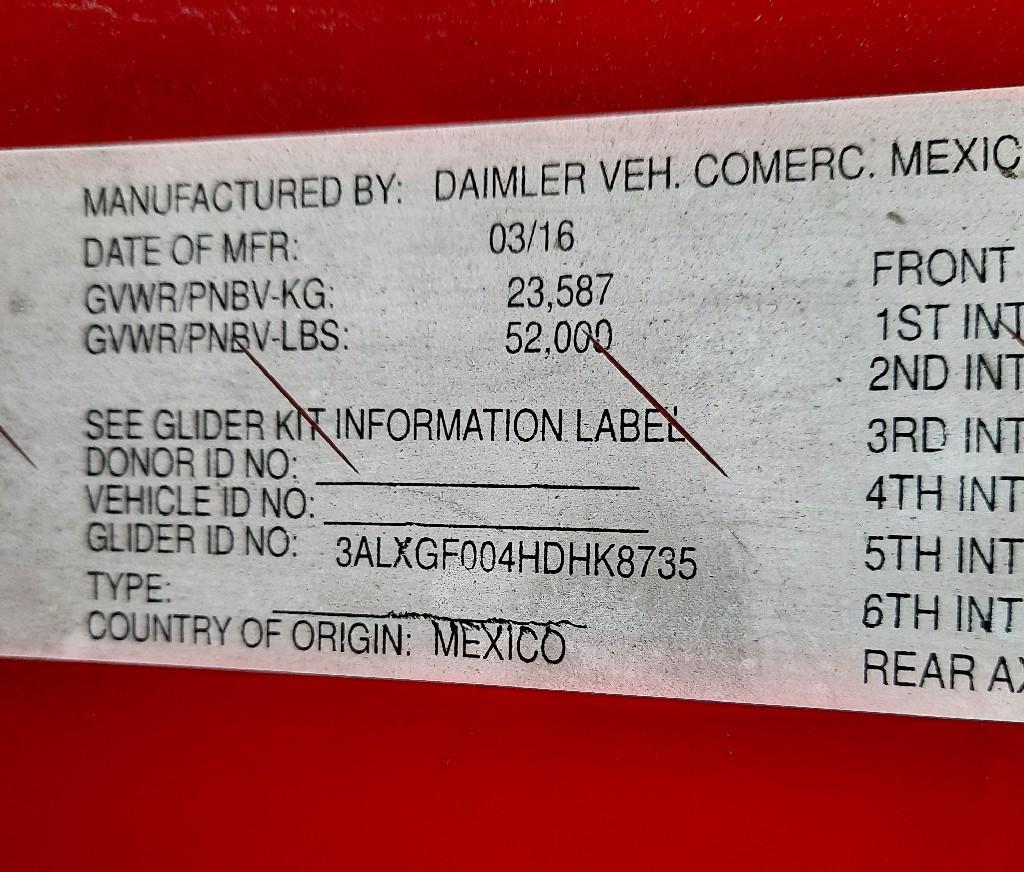 MANUFACTURED BY: DAIMLER VEH. COMERC. MEXIC
DATE OF MFR: 03/16
GVWR/PNBV-KG: 23,587
GVWR/PNBV-LBS: 52,000
SEE GLIDER KIT INFORMATION LABEL
DONOR ID NO:
VEHICLE ID NO:
GLIDER ID NO: 3ALXGF004HDHK8735
TYPE:
COUNTRY OF ORIGIN: MEXICO
FRONT
1ST INT
2ND INT
3RD INT
4TH INT
5TH INT
6TH INT
REAR AX